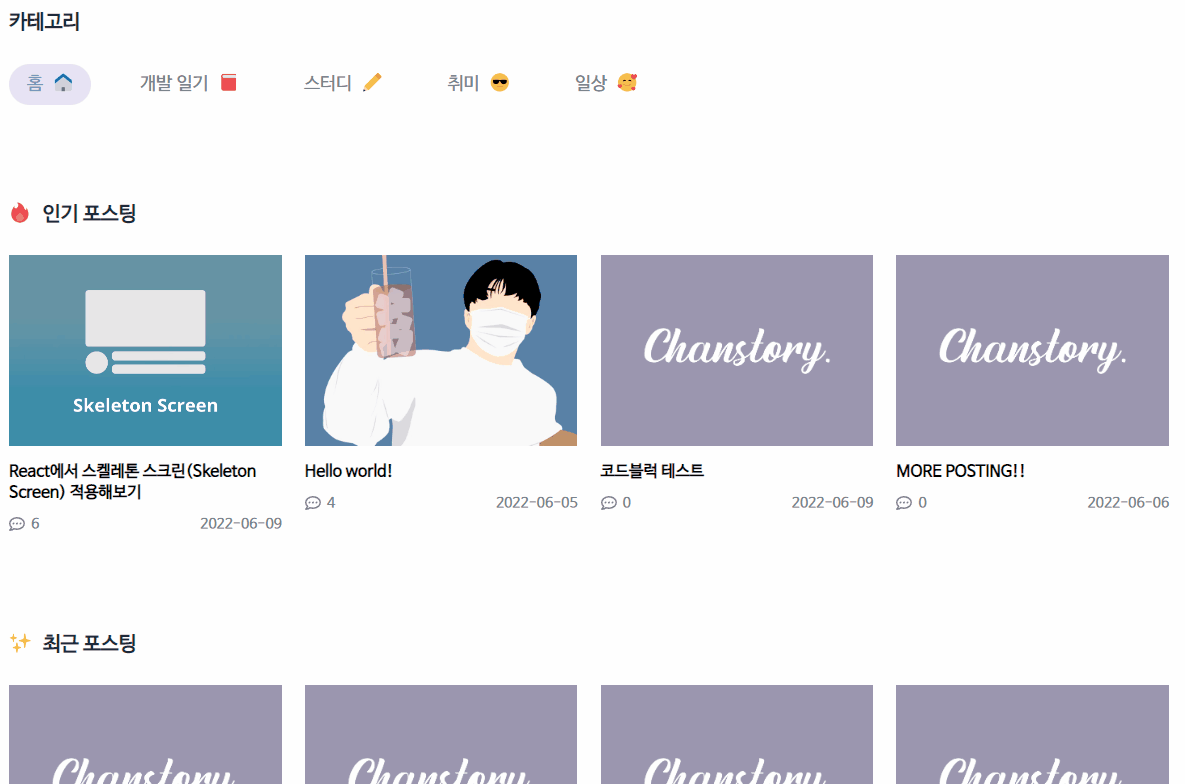 카테고리
홈 개발 일기 스터디 취미 일상
인기 포스팅
Skeleton Screen
Chanstory.
Chanstory.
React에서 스켈레톤 스크린(Skeleton
Screen) 적용해보기
6 2022-06-09
Hello world!
4 2022-06-05
코드블럭 테스트
0 2022-06-09
MORE POSTING!!
0 2022-06-06
최근 포스팅
Chanstory
Chanstory
Chanstory
Chanstory